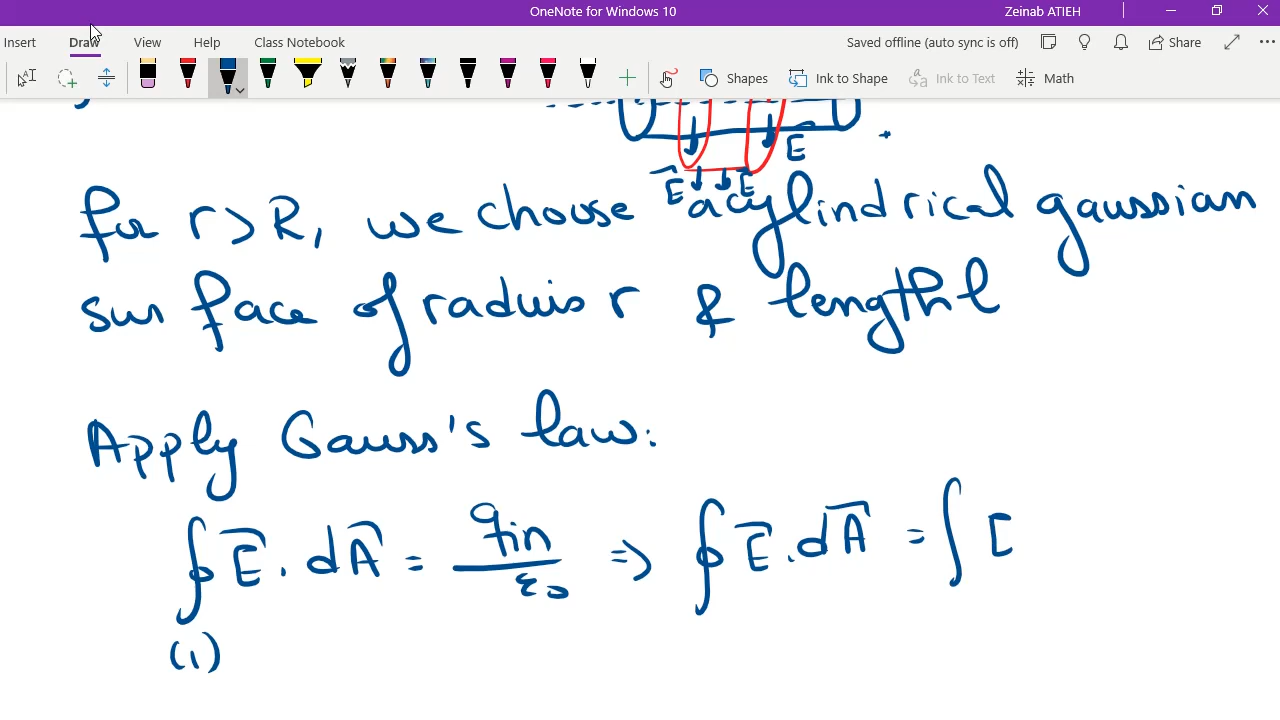 OneNote for Windows 10 Zeinab ATIEH
Insert Draw View Help Class Notebook Saved offline (auto sync is off) Share
Shapes Ink to Shape Ink to Text Math
E
E⃗ E⃗
for r > R, we choose a cylindrical gaussian
surface of raduis r & length l
Apply Gauss's law:
∮ E⃗ . dA⃗ = qin / ε0 => ∮ E⃗ . dA⃗ = ∫ E
(1)